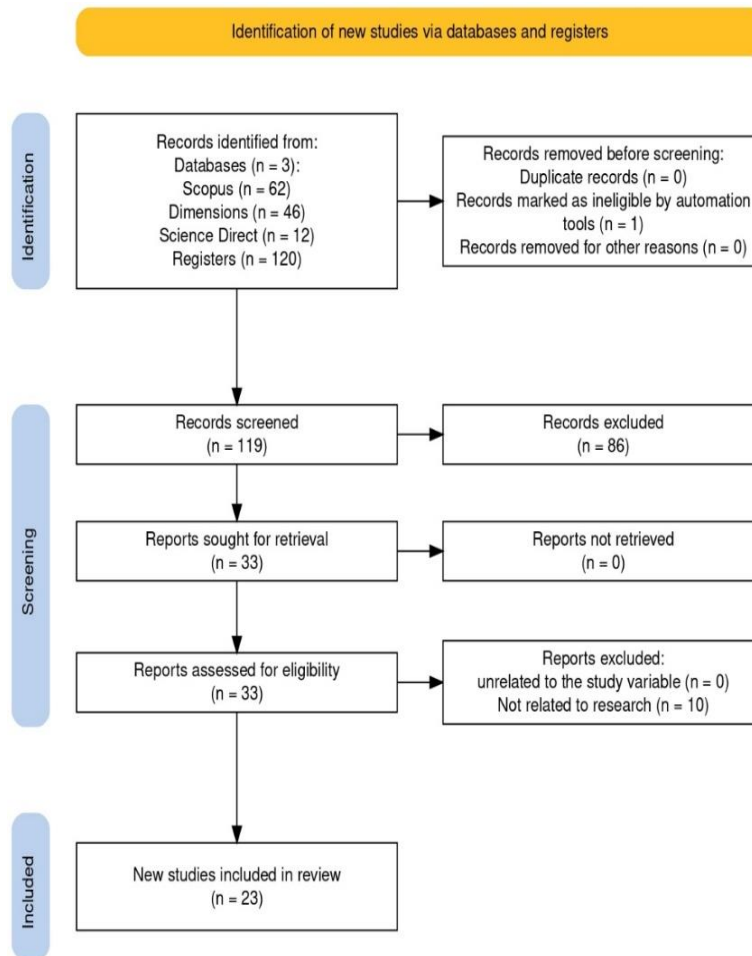 Identification of new studies via databases and registers
Identification
Records identified from:
Databases (n = 3):
Scopus (n = 62)
Dimensions (n = 46)
Science Direct (n = 12)
Registers (n = 120)
Records removed before screening:
Duplicate records (n = 0)
Records marked as ineligible by automation
tools (n = 1)
Records removed for other reasons (n = 0)
Screening
Records screened
(n = 119)
Records excluded
(n = 86)
Reports sought for retrieval
(n = 33)
Reports not retrieved
(n = 0)
Reports assessed for eligibility
(n = 33)
Reports excluded:
unrelated to the study variable (n = 0)
Not related to research (n = 10)
Included
New studies included in review
(n = 23)